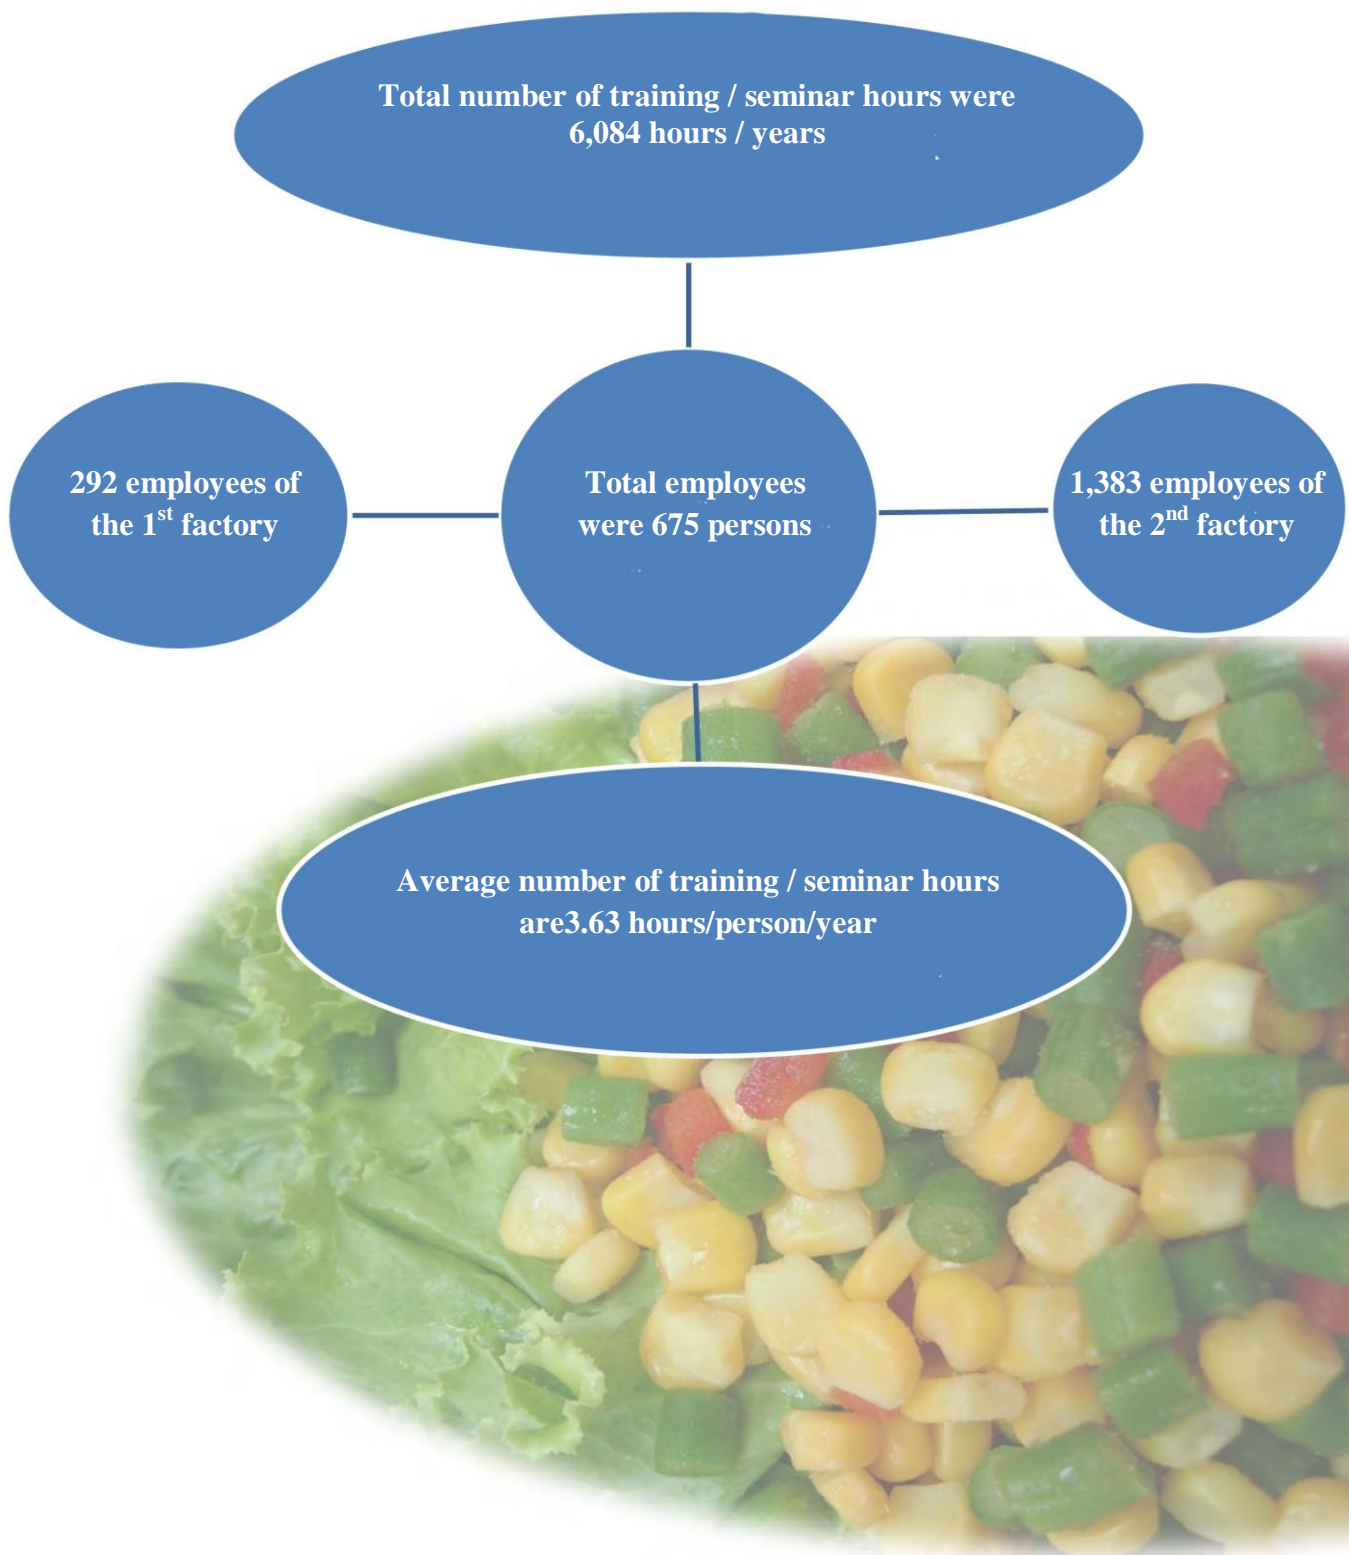 Total number of training / seminar hours were
6,084 hours / years
292 employees of
the 1st factory
Total employees
were 675 persons
1,383 employees of
the 2nd factory
Average number of training / seminar hours
are3.63 hours/person/year